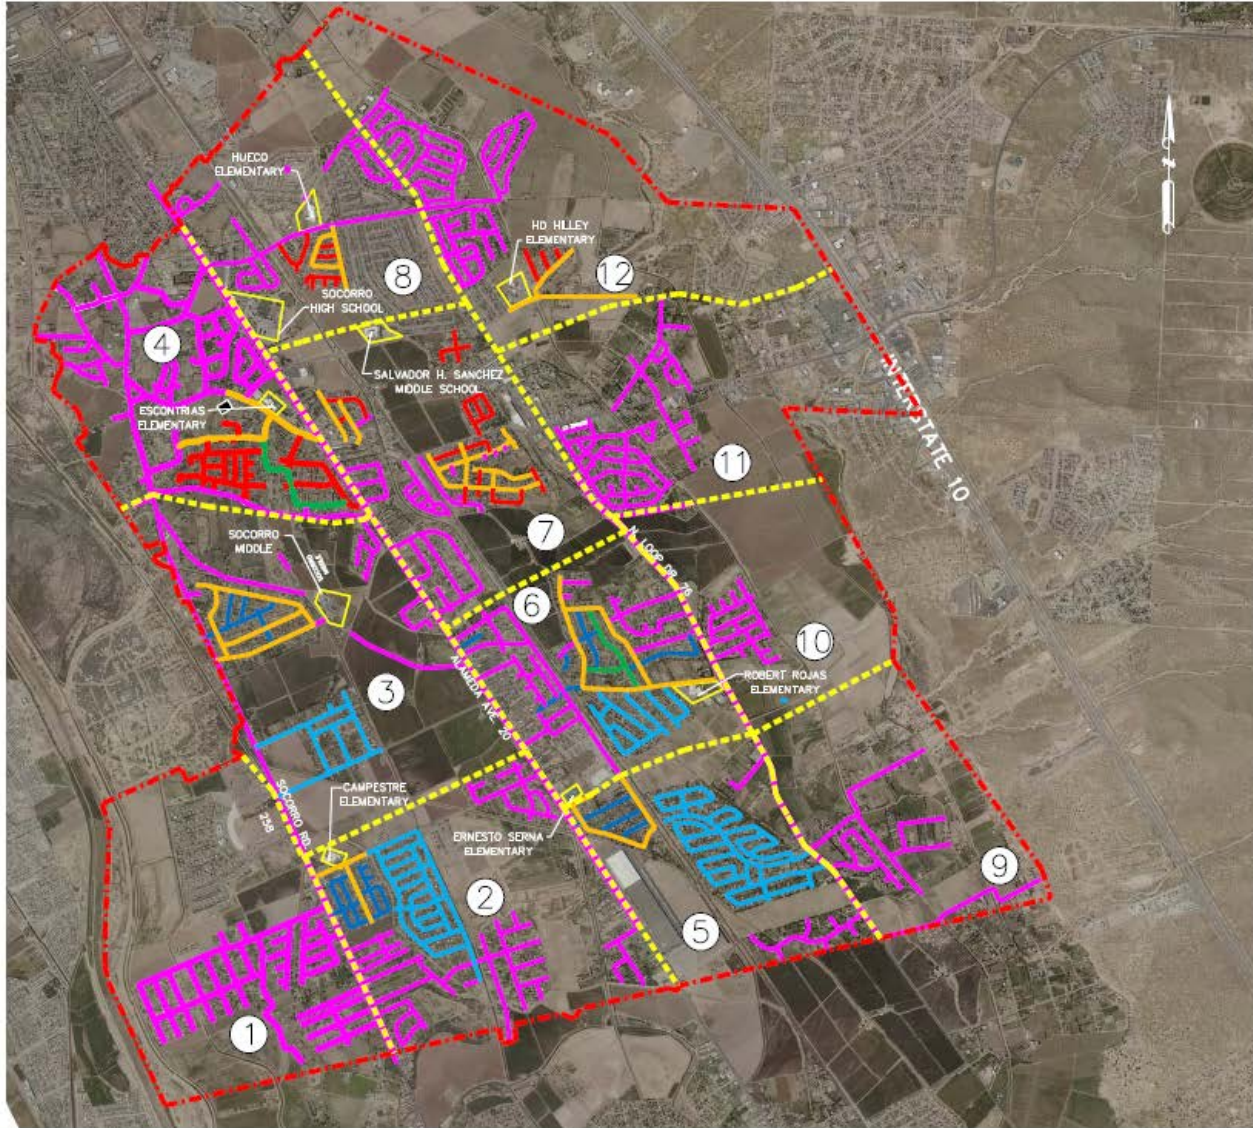 HUECO
ELEMENTARY
HD HILLEY
ELEMENTARY
12
8
SOCORRO
HIGH SCHOOL
4
SALVADOR H. SANCHEZ
MIDDLE SCHOOL
INTERSTATE 10
ESCONTRIAS
ELEMENTARY
11
7
SOCORRO
MIDDLE
N. LOOP DR 76
6
10
ROBERT ROJAS
ELEMENTARY
ALAMEDA AVE. 20
3
SOCORRO RD.
258
CAMPESTRE
ELEMENTARY
ERNESTO SERNA
ELEMENTARY
9
2
5
1